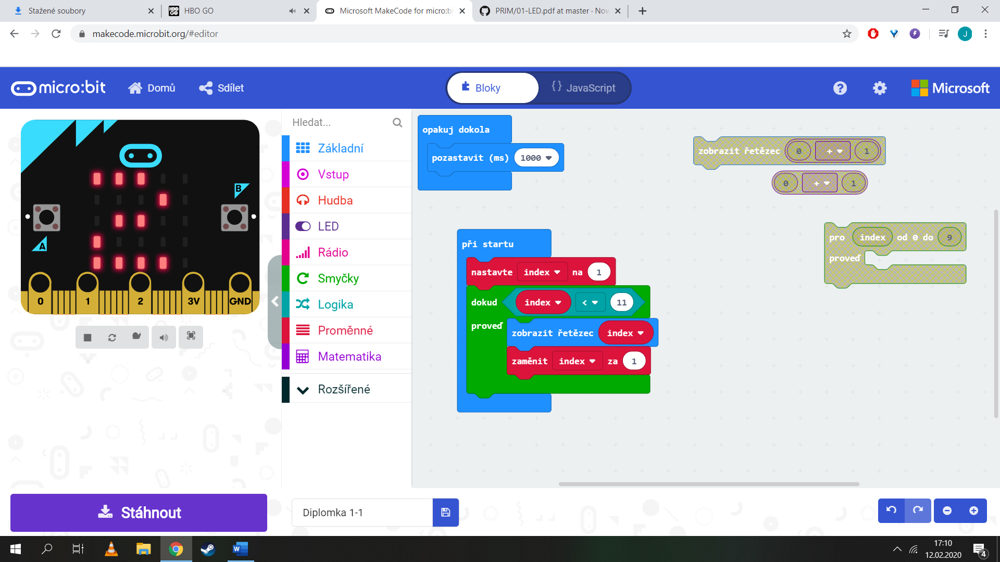 Stažené soubory
HBO GO
Microsoft MakeCode for micro:bi
PRIM/01-LED.pdf at master · Now
makecode.microbit.org/#editor
J
micro:bit
Domů
Sdílet
Bloky
{} JavaScript
?
Microsoft
B
A
0 1 2 3V GND
Hledat...
Základní
Vstup
Hudba
LED
Rádio
Smyčky
Logika
Proměnné
Matematika
Rozšířené
opakuj dokola
pozastavit (ms) 1000
zobrazit řetězec 0 + 1
0 + 1
pro index od 0 do 9
proveď
při startu
nastavte index na 1
dokud index < 11
proveď
zobrazit řetězec index
zaměnit index za 1
Stáhnout
Diplomka 1-1
17:10
12.02.2020
4